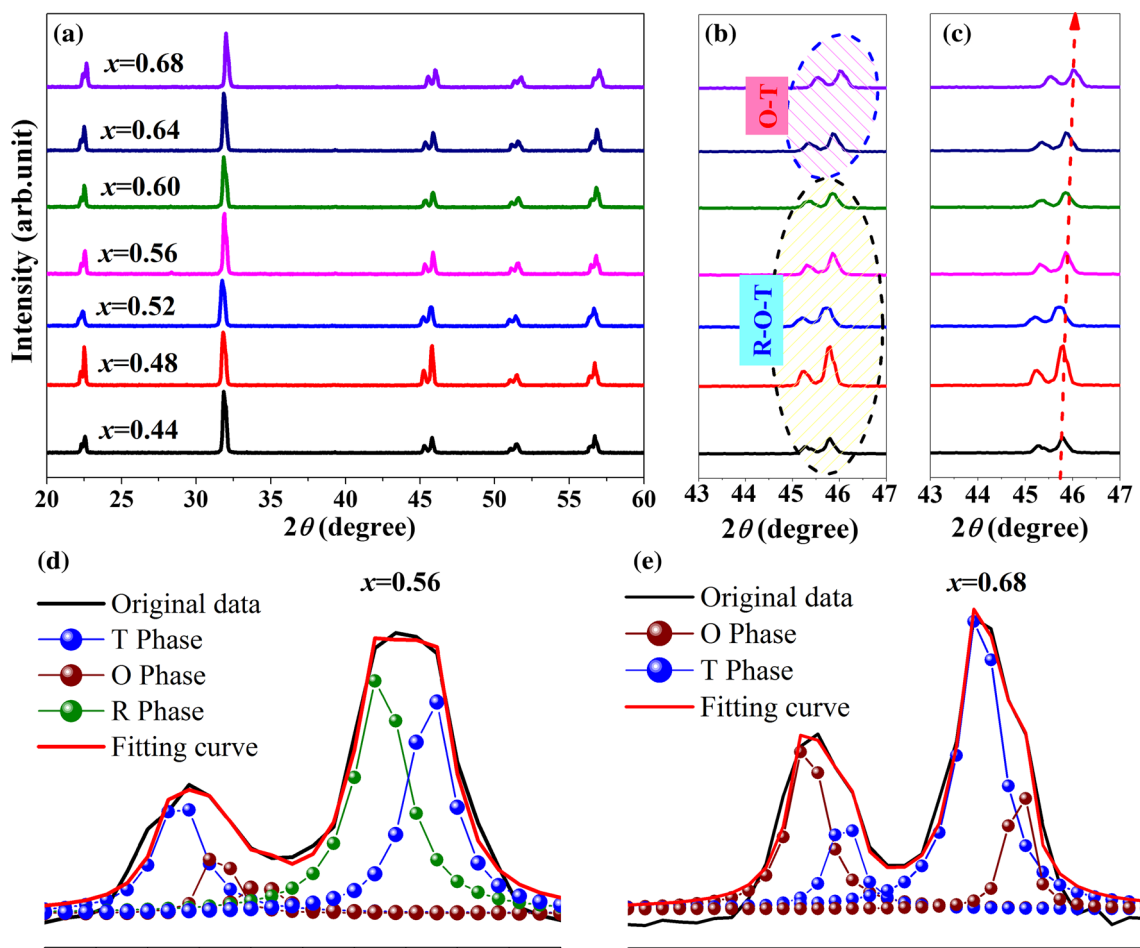 (a)
(b)
(c)
x=0.68
x=0.64
x=0.60
x=0.56
x=0.52
x=0.48
x=0.44
Intensity (arb.unit)
O-T
R-O-T
20 25 30 35 40 45 50 55 60
2θ (degree)
43 44 45 46 47
2θ (degree)
43 44 45 46 47
2θ (degree)
(d)
x=0.56
Original data
T Phase
O Phase
R Phase
Fitting curve
(e)
x=0.68
Original data
O Phase
T Phase
Fitting curve